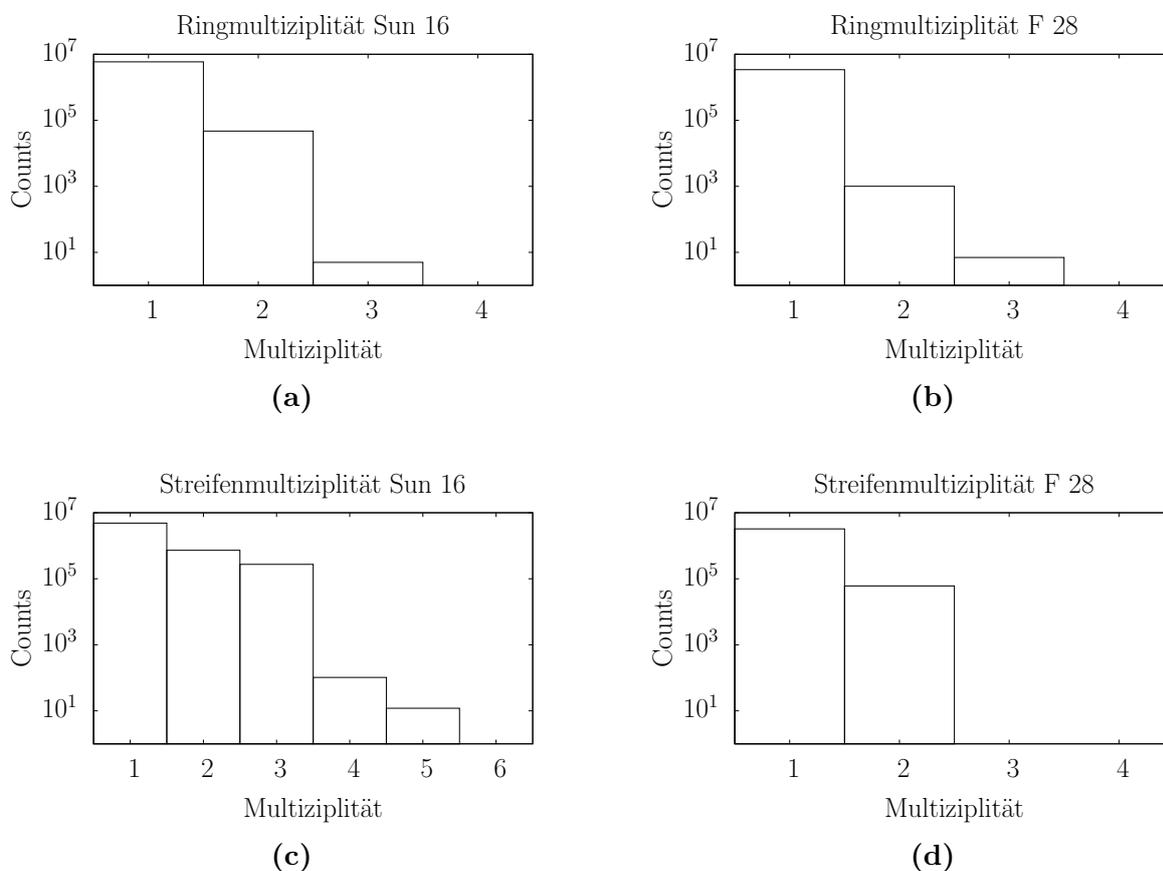 Ringmultiziplität Sun 16
10^7
10^5
10^3
10^1
Counts
1 2 3 4
Multiziplität
(a)
Ringmultiziplität F 28
10^7
10^5
10^3
10^1
Counts
1 2 3 4
Multiziplität
(b)
Streifenmultiziplität Sun 16
10^7
10^5
10^3
10^1
Counts
1 2 3 4 5 6
Multiziplität
(c)
Streifenmultiziplität F 28
10^7
10^5
10^3
10^1
Counts
1 2 3 4
Multiziplität
(d)